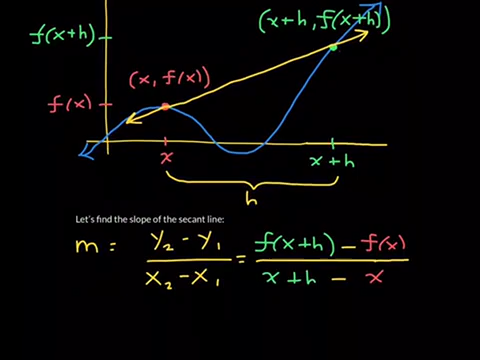 (x+h, f(x+h))
f(x+h)
(x, f(x))
f(x)
x
x+h
h
Let's find the slope of the secant line:
m = y₂ - y₁ / x₂ - x₁ = f(x+h) - f(x) / x+h - x